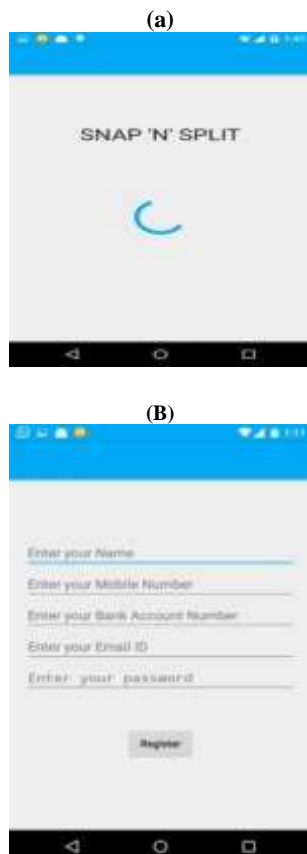 (a)
SNAP 'N' SPLIT
(B)
Enter your Name
Enter your Mobile Number
Enter your Bank Account Number
Enter your Email ID
Enter your password
Register